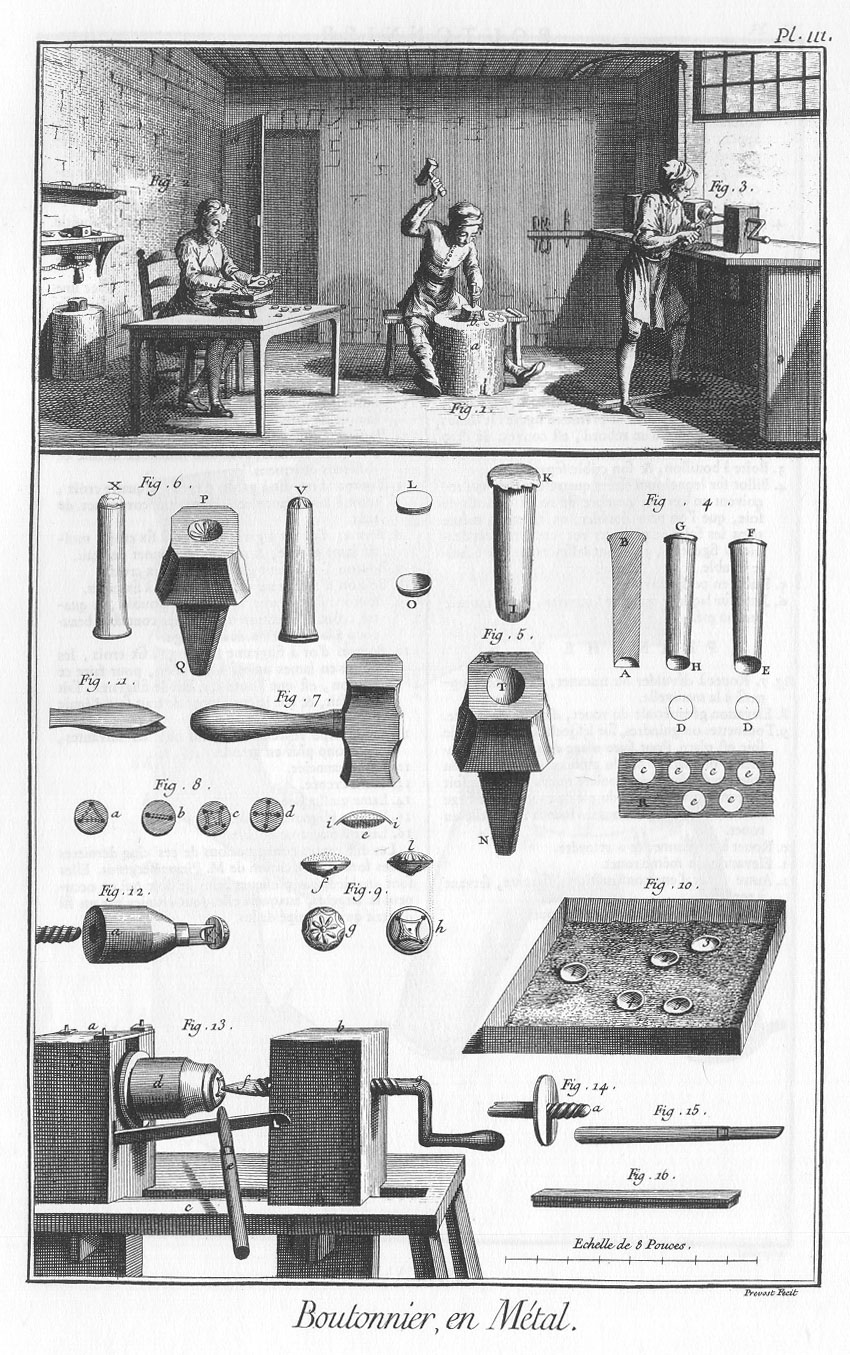 Pl. III.
Fig. 2
Fig. 3.
b
a
Fig. 1.
X
Fig. 6.
P
V
L
K
Fig. 4
B
G
F
O
I
Q
Fig. 5.
A
H
E
M
T
Fig. 11.
Fig. 7.
D
D
N
c
e
c
e
R
e
c
Fig. 8.
a
b
c
d
i
i
e
f
l
Fig. 12.
Fig. 9.
a
g
h
Fig. 10.
3
a
Fig. 13.
b
d
f
g
e
c
Fig. 14.
a
Fig. 15.
Fig. 16.
Echelle de 8 Pouces.
Prevost Fecit
Boutonnier, en Métal.